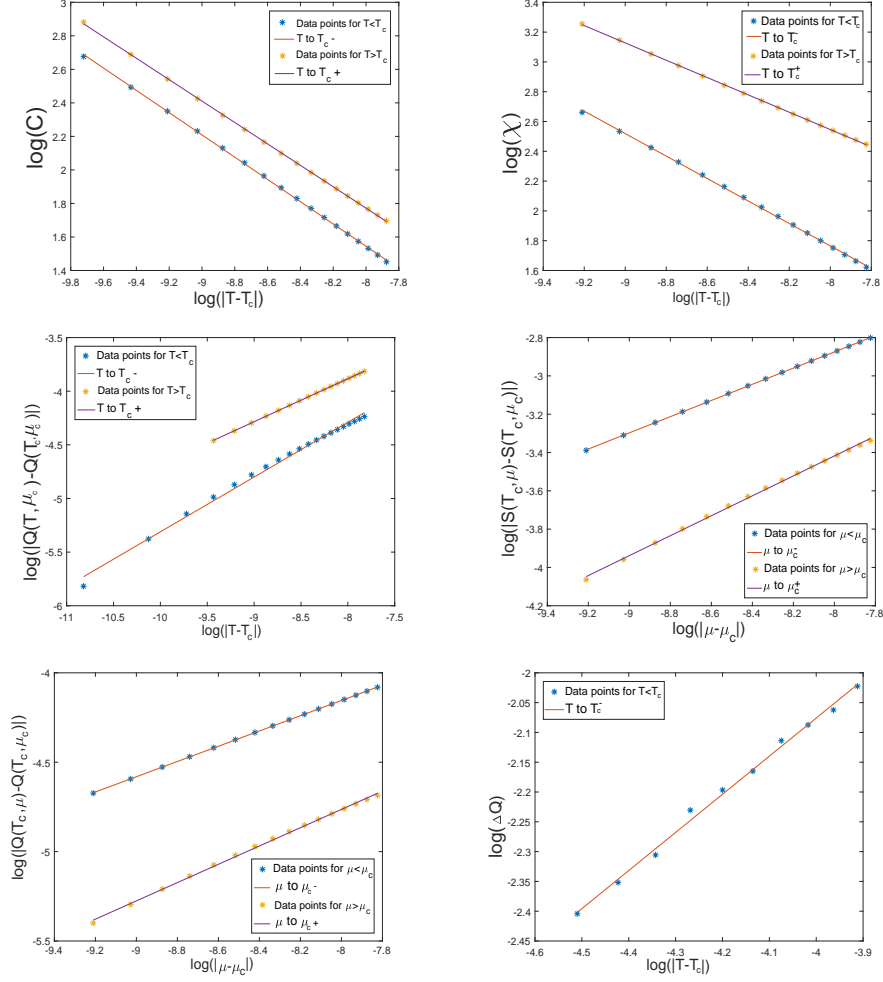 3
2.8
2.6
2.4
2.2
2
1.8
1.6
1.4
log(C)
Data points for T<T_c
T to T_c -
Data points for T>T_c
T to T_c +
-9.8 -9.6 -9.4 -9.2 -9 -8.8 -8.6 -8.4 -8.2 -8 -7.8
log(|T-T_c|)
3.4
3.2
3
2.8
2.6
2.4
2.2
2
1.8
1.6
log(χ)
Data points for T<T_c
T to T_c^-
Data points for T>T_c
T to T_c^+
-9.4 -9.2 -9 -8.8 -8.6 -8.4 -8.2 -8 -7.8
log(|T-T_c|)
-3.5
-4
-4.5
-5
-5.5
-6
log(|Q(T,μ_c)-Q(T_c,μ_c)|)
Data points for T<T_c
T to T_c -
Data points for T>T_c
T to T_c +
-11 -10.5 -10 -9.5 -9 -8.5 -8 -7.5
log(|T-T_c|)
-2.8
-3
-3.2
-3.4
-3.6
-3.8
-4
-4.2
log(|S(T_c,μ)-S(T_c,μ_c)|)
Data points for μ<μ_c
μ to μ_c^-
Data points for μ>μ_c
μ to μ_c^+
-9.4 -9.2 -9 -8.8 -8.6 -8.4 -8.2 -8 -7.8
log(|μ-μ_c|)
-4
-4.5
-5
-5.5
log(|Q(T_c,μ)-Q(T_c,μ_c)|)
Data points for μ<μ_c
μ to μ_c -
Data points for μ>μ_c
μ to μ_c +
-9.4 -9.2 -9 -8.8 -8.6 -8.4 -8.2 -8 -7.8
log(|μ-μ_c|)
-2
-2.05
-2.1
-2.15
-2.2
-2.25
-2.3
-2.35
-2.4
-2.45
log(△Q)
Data points for T<T_c
T to T_c^-
-4.6 -4.5 -4.4 -4.3 -4.2 -4.1 -4 -3.9
log(|T-T_c|)